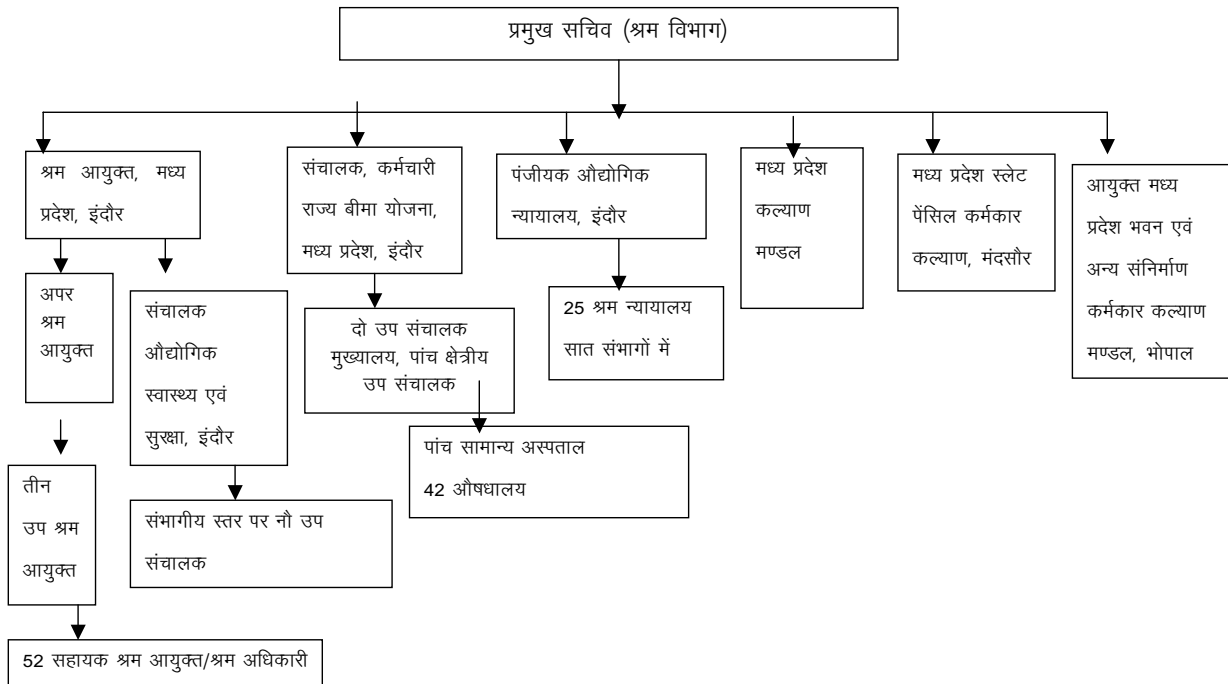 प्रमुख सचिव (श्रम विभाग)
श्रम आयुक्त, मध्य
प्रदेश, इंदौर
संचालक, कर्मचारी
राज्य बीमा योजना,
मध्य प्रदेश, इंदौर
पंजीयक औद्योगिक
न्यायालय, इंदौर
मध्य प्रदेश
कल्याण
मण्डल
मध्य प्रदेश स्लेट
पेंसिल कर्मकार
कल्याण, मंदसौर
आयुक्त मध्य
प्रदेश भवन एवं
अन्य संनिर्माण
कर्मकार कल्याण
मण्डल, भोपाल
अपर
श्रम
आयुक्त
संचालक
औद्योगिक
स्वास्थ्य एवं
सुरक्षा, इंदौर
दो उप संचालक
मुख्यालय, पांच क्षेत्रीय
उप संचालक
25 श्रम न्यायालय
सात संभागों में
पांच सामान्य अस्पताल
42 औषधालय
तीन
उप श्रम
आयुक्त
संभागीय स्तर पर नौ उप
संचालक
52 सहायक श्रम आयुक्त/श्रम अधिकारी